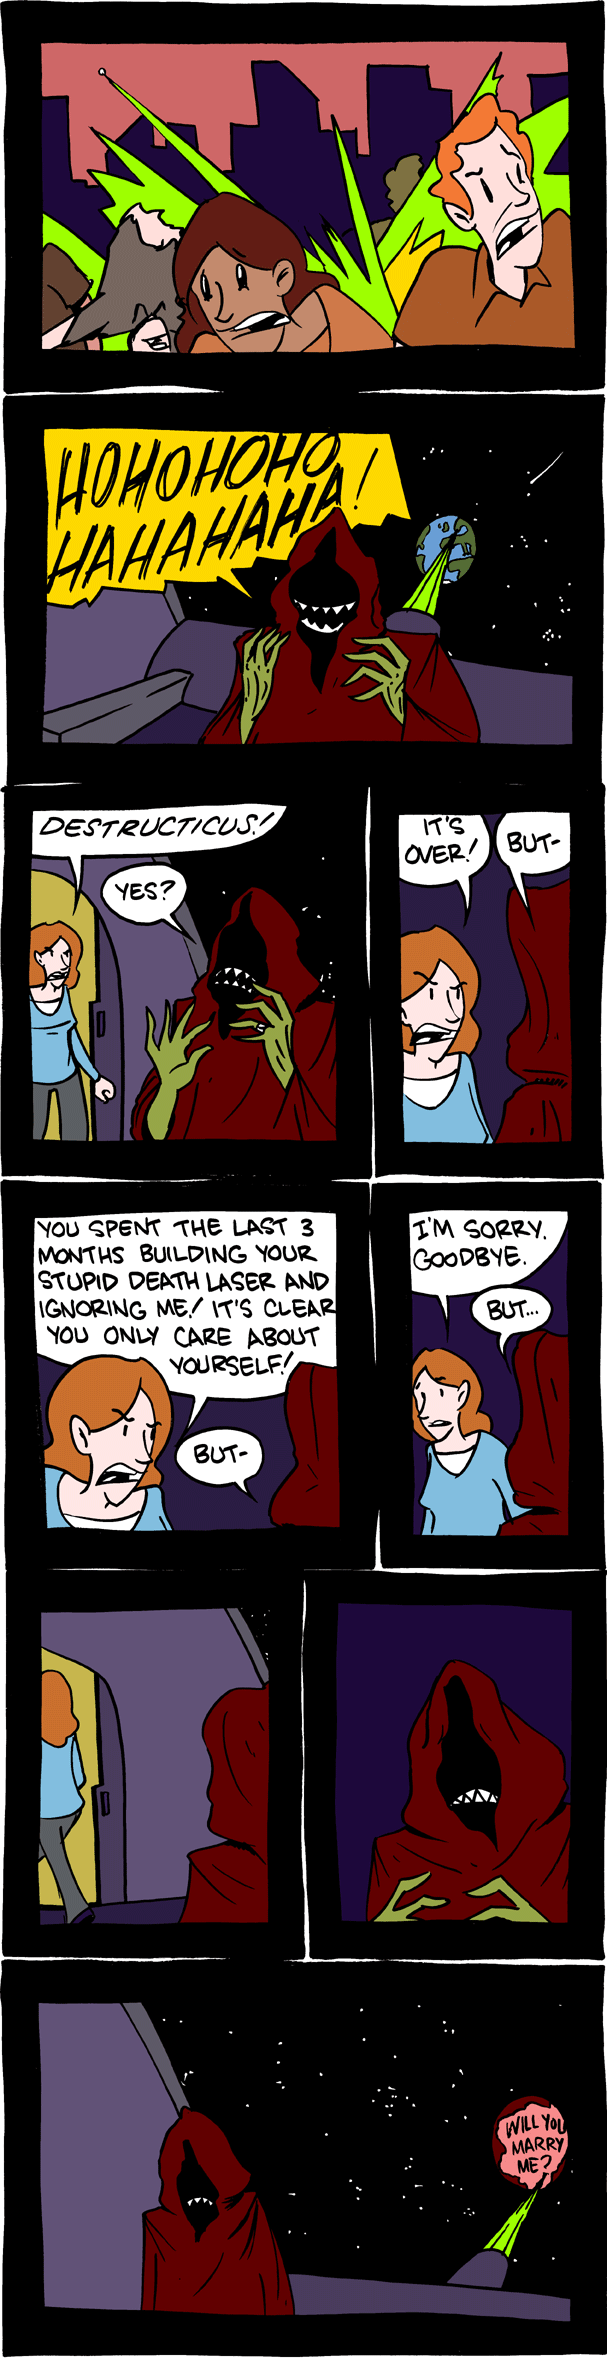 HOHOHOHO
HAHAHAHA!
DESTRUCTICUS!
YES?
IT'S
OVER!
BUT-
YOU SPENT THE LAST 3
MONTHS BUILDING YOUR
STUPID DEATH LASER AND
IGNORING ME! IT'S CLEAR
YOU ONLY CARE ABOUT
YOURSELF!
BUT-
I'M SORRY.
GOODBYE.
BUT...
WILL YOU
MARRY
ME?